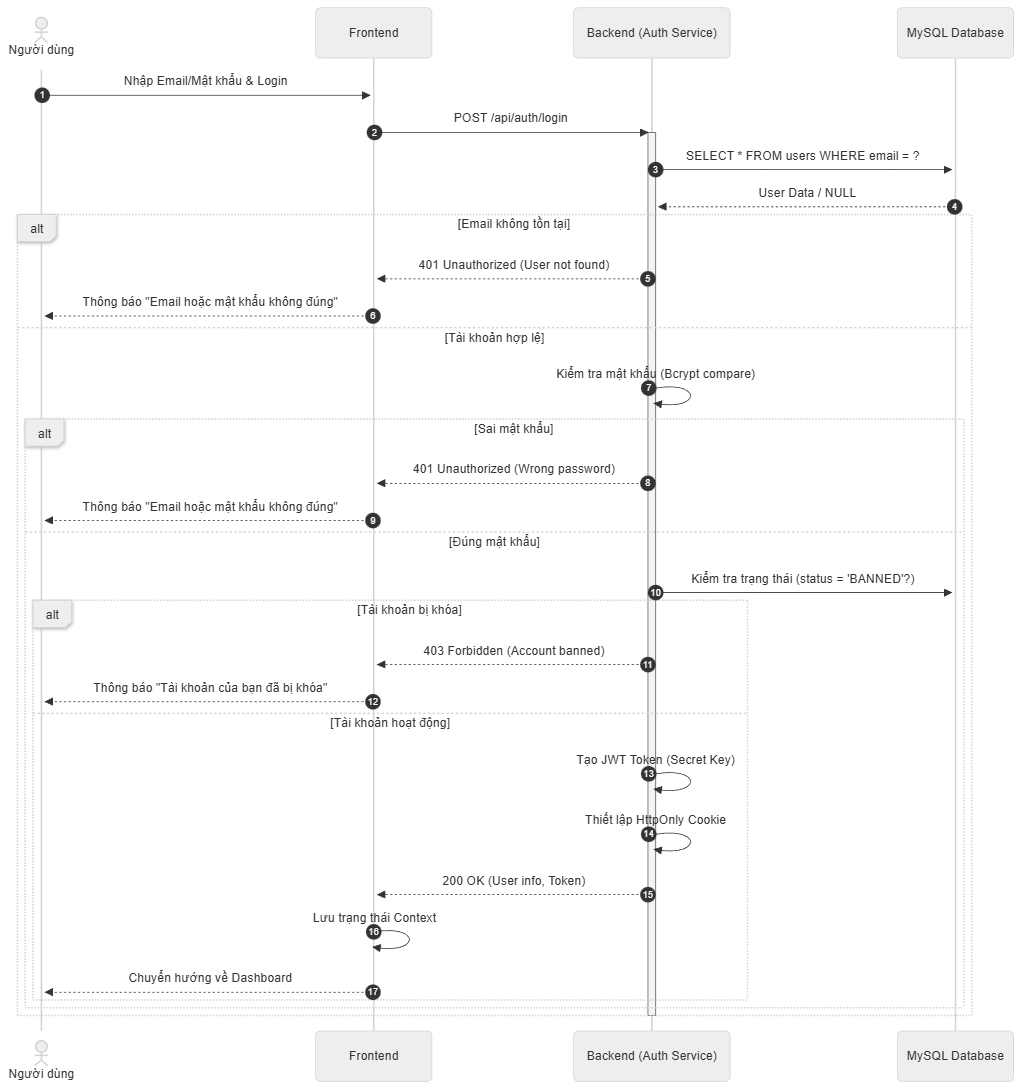 Người dùng
Frontend
Backend (Auth Service)
MySQL Database
Nhập Email/Mật khẩu & Login
1
POST /api/auth/login
2
SELECT * FROM users WHERE email = ?
3
User Data / NULL
4
alt
[Email không tồn tại]
401 Unauthorized (User not found)
5
Thông báo "Email hoặc mật khẩu không đúng"
6
[Tài khoản hợp lệ]
Kiểm tra mật khẩu (Bcrypt compare)
7
alt
[Sai mật khẩu]
401 Unauthorized (Wrong password)
8
Thông báo "Email hoặc mật khẩu không đúng"
9
[Đúng mật khẩu]
Kiểm tra trạng thái (status = 'BANNED'?)
10
alt
[Tài khoản bị khóa]
403 Forbidden (Account banned)
11
Thông báo "Tài khoản của bạn đã bị khóa"
12
[Tài khoản hoạt động]
Tạo JWT Token (Secret Key)
13
Thiết lập HttpOnly Cookie
14
200 OK (User info, Token)
15
Lưu trạng thái Context
16
Chuyển hướng về Dashboard
17
Người dùng
Frontend
Backend (Auth Service)
MySQL Database